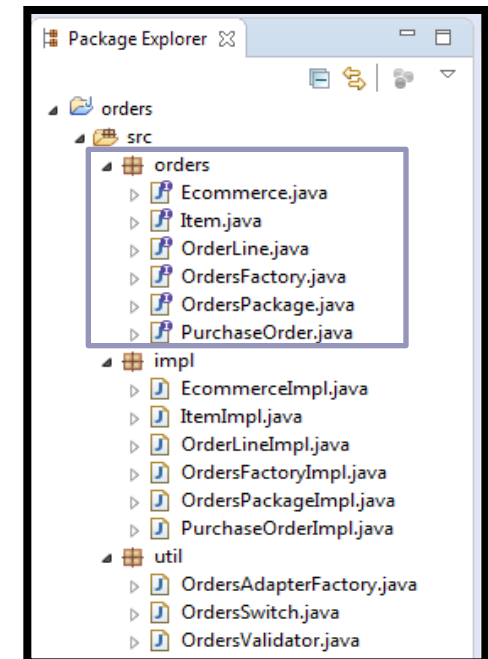 Package Explorer
orders
src
orders
Ecommerce.java
Item.java
OrderLine.java
OrdersFactory.java
OrdersPackage.java
PurchaseOrder.java
impl
EcommerceImpl.java
ItemImpl.java
OrderLineImpl.java
OrdersFactoryImpl.java
OrdersPackageImpl.java
PurchaseOrderImpl.java
util
OrdersAdapterFactory.java
OrdersSwitch.java
OrdersValidator.java